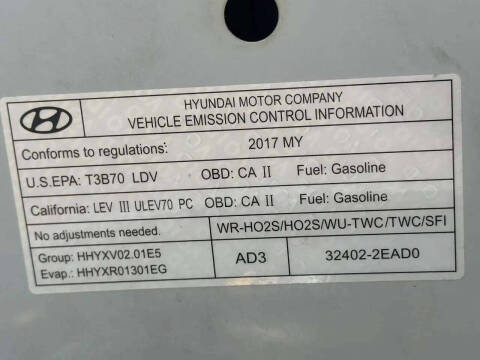 HYUNDAI MOTOR COMPANY
VEHICLE EMISSION CONTROL INFORMATION
Conforms to regulations: 2017 MY
U.S.EPA: T3B70 LDV OBD: CA II Fuel: Gasoline
California: LEV III ULEV70 PC OBD: CA II Fuel: Gasoline
No adjustments needed. WR-HO2S/HO2S/WU-TWC/TWC/SFI
Group: HHYXV02.01E5
Evap.: HHYXR01301EG
AD3
32402-2EAD0